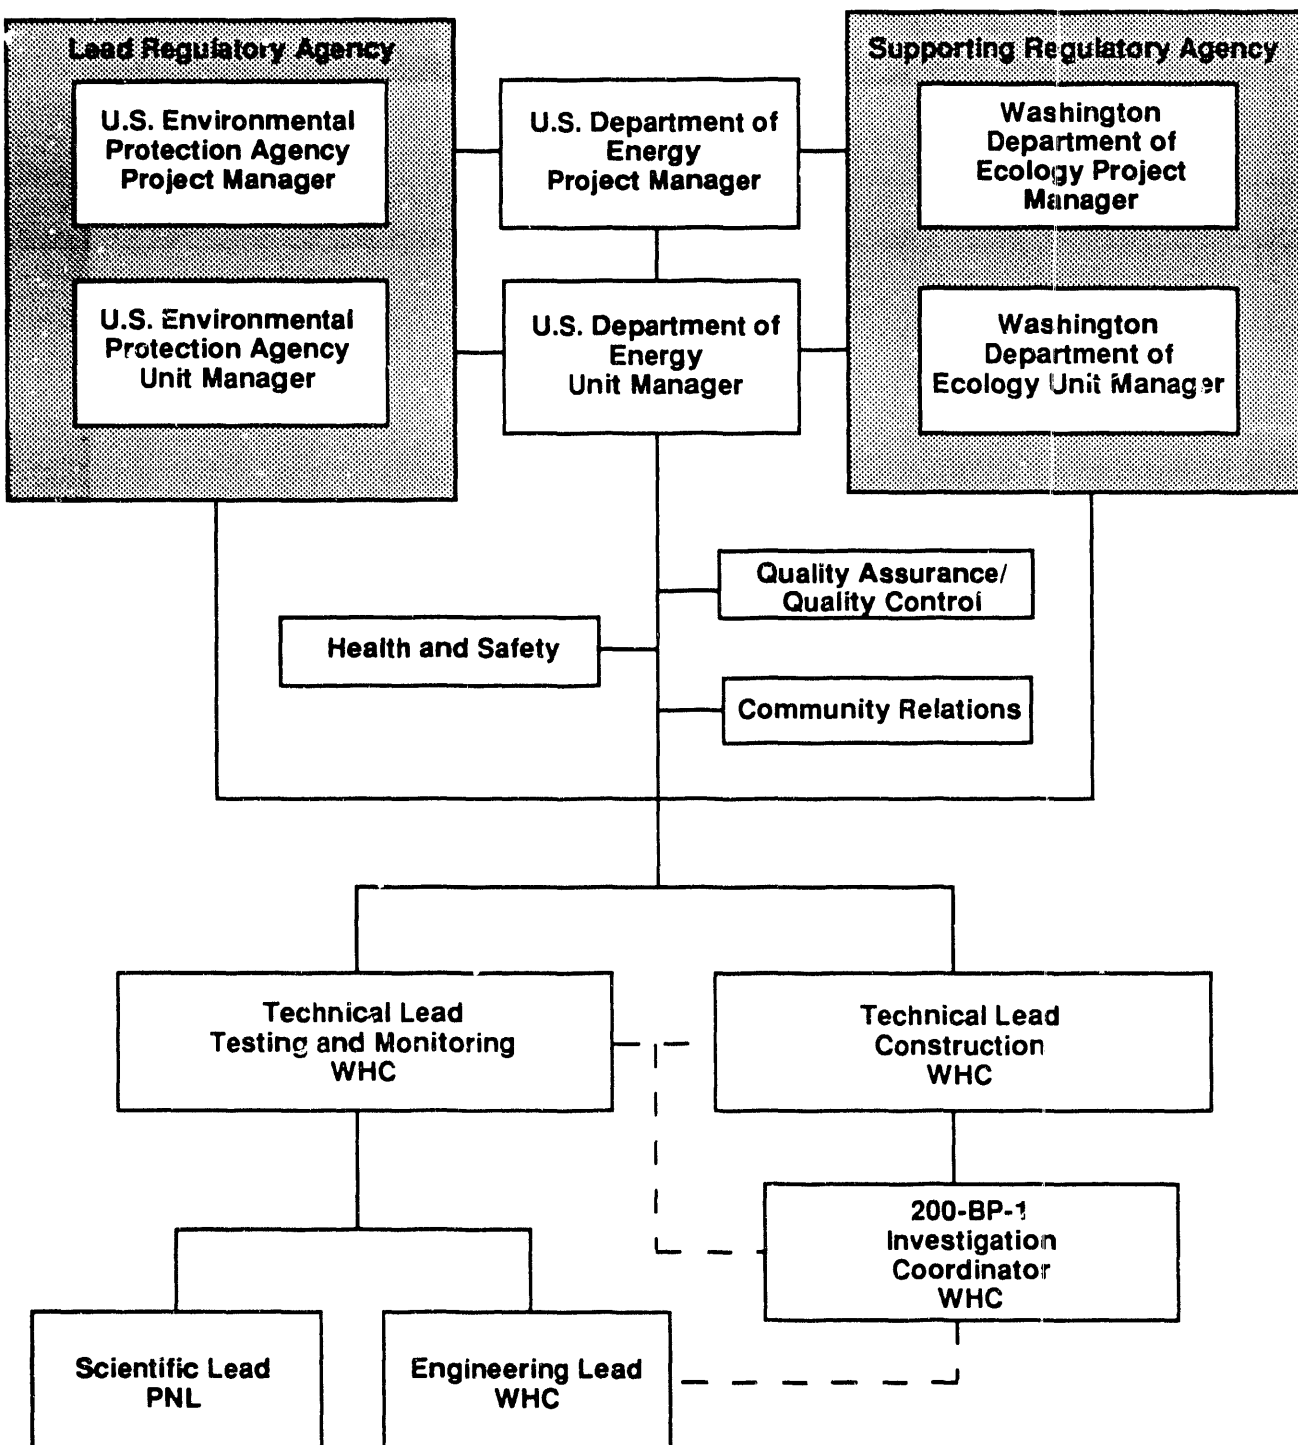 Lead Regulatory Agency
U.S. Environmental
Protection Agency
Project Manager
U.S. Environmental
Protection Agency
Unit Manager
U.S. Department of
Energy
Project Manager
U.S. Department of
Energy
Unit Manager
Supporting Regulatory Agency
Washington
Department of
Ecology Project
Manager
Washington
Department of
Ecology Unit Manager
Quality Assurance/
Quality Control
Health and Safety
Community Relations
Technical Lead
Testing and Monitoring
WHC
Technical Lead
Construction
WHC
200-BP-1
Investigation
Coordinator
WHC
Scientific Lead
PNL
Engineering Lead
WHC